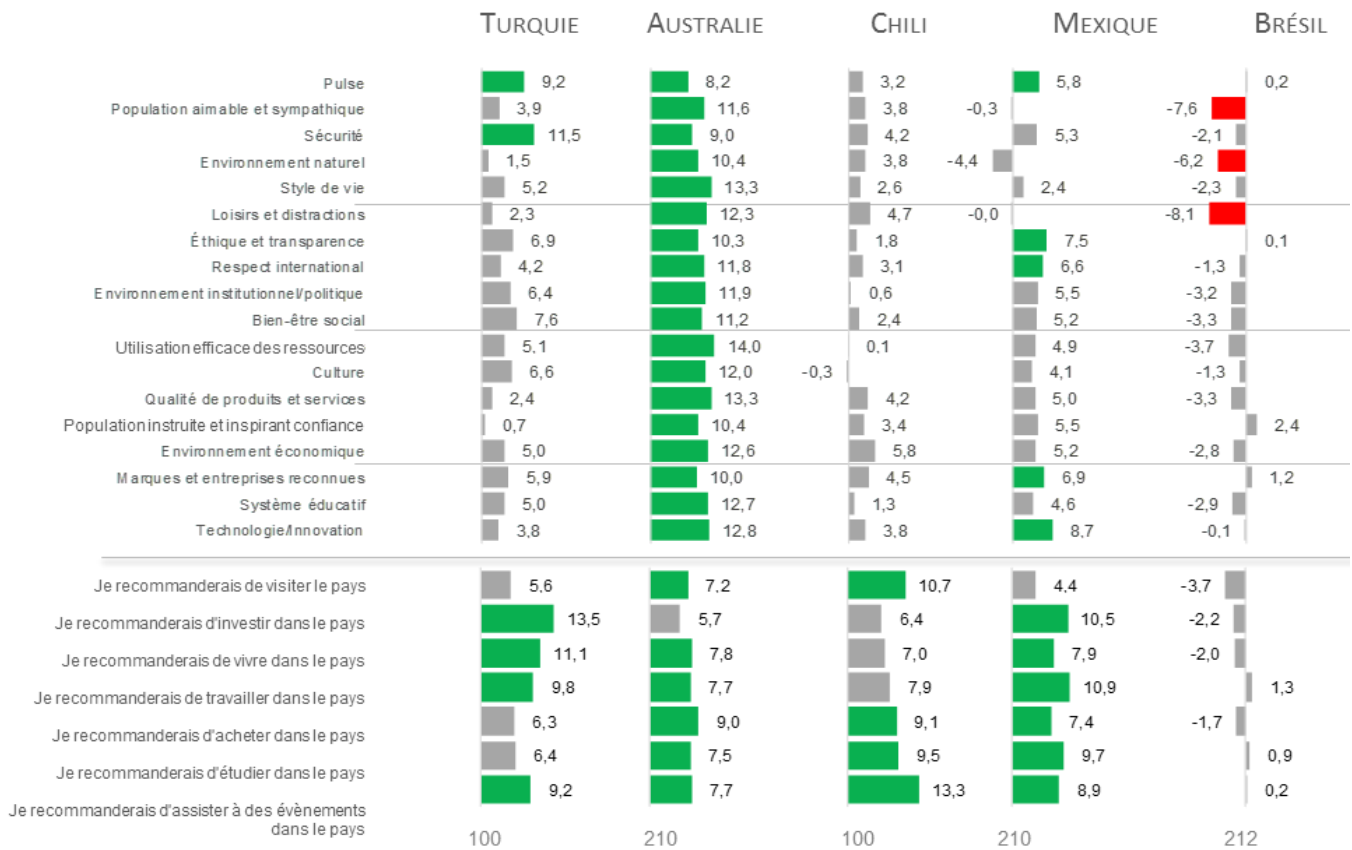 TURQUIE AUSTRALIE CHILI MEXIQUE BRÉSIL
Pulse 9,2 8,2 3,2 5,8 0,2
Population aimable et sympathique 3,9 11,6 3,8 -0,3 -7,6
Sécurité 11,5 9,0 4,2 5,3 -2,1
Environnement naturel 1,5 10,4 3,8 -4,4 -6,2
Style de vie 5,2 13,3 2,6 2,4 -2,3
Loisirs et distractions 2,3 12,3 4,7 -0,0 -8,1
Éthique et transparence 6,9 10,3 1,8 7,5 0,1
Respect international 4,2 11,8 3,1 6,6 -1,3
Environnement institutionnel/politique 6,4 11,9 0,6 5,5 -3,2
Bien-être social 7,6 11,2 2,4 5,2 -3,3
Utilisation efficace des ressources 5,1 14,0 0,1 4,9 -3,7
Culture 6,6 12,0 -0,3 4,1 -1,3
Qualité de produits et services 2,4 13,3 4,2 5,0 -3,3
Population instruite et inspirant confiance 0,7 10,4 3,4 5,5 2,4
Environnement économique 5,0 12,6 5,8 5,2 -2,8
Marques et entreprises reconnues 5,9 10,0 4,5 6,9 1,2
Système éducatif 5,0 12,7 1,3 4,6 -2,9
Technologie/Innovation 3,8 12,8 3,8 8,7 -0,1
Je recommanderais de visiter le pays 5,6 7,2 10,7 4,4 -3,7
Je recommanderais d'investir dans le pays 13,5 5,7 6,4 10,5 -2,2
Je recommanderais de vivre dans le pays 11,1 7,8 7,0 7,9 -2,0
Je recommanderais de travailler dans le pays 9,8 7,7 7,9 10,9 1,3
Je recommanderais d'acheter dans le pays 6,3 9,0 9,1 7,4 -1,7
Je recommanderais d'étudier dans le pays 6,4 7,5 9,5 9,7 0,9
Je recommanderais d'assister à des évènements 9,2 7,7 13,3 8,9 0,2
dans le pays
100 210 100 210 212